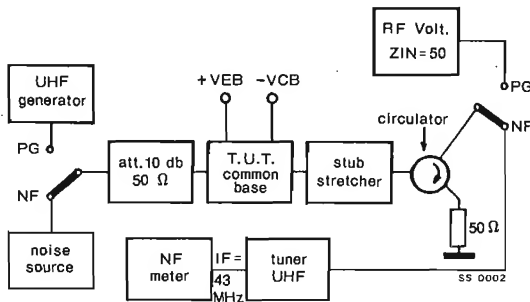 RF Volt.
ZIN=50
+VEB
-VCB
UHF
generator
PG
circulator
NF
PG
att.10 db
50 Ω
T.U.T.
common
base
stub
stretcher
NF
50 Ω
noise
source
NF
meter
IF=
43
MHz
tuner
UHF
SS 0002